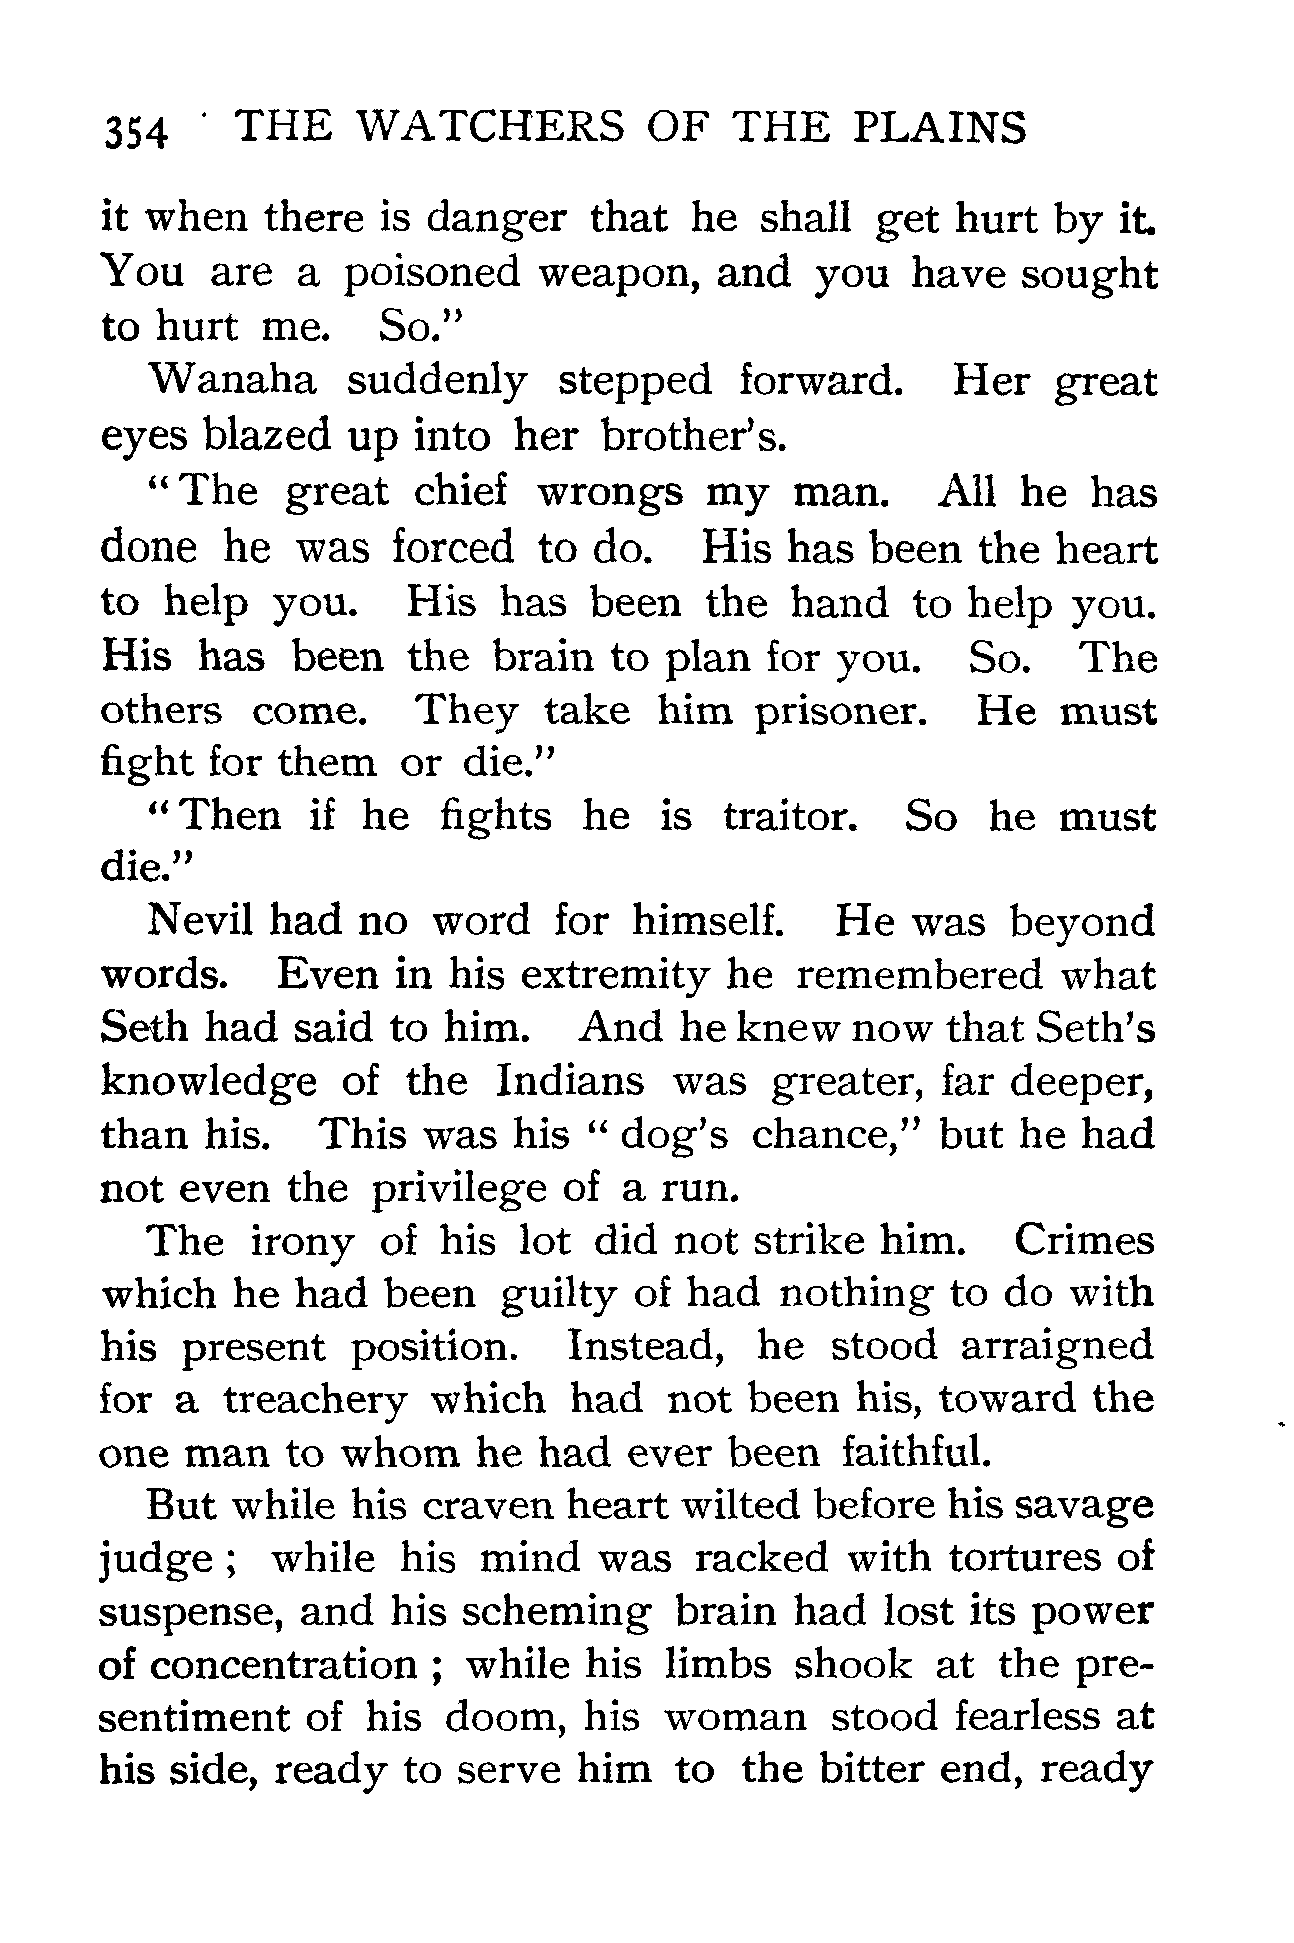 354 THE WATCHERS OF THE PLAINS
it when there is danger that he shall get hurt by it.
You are a poisoned weapon, and you have sought
to hurt me. So."
Wanaha suddenly stepped forward. Her great
eyes blazed up into her brother's.
"The great chief wrongs my man. All he has
done he was forced to do. His has been the heart
to help you. His has been the hand to help you.
His has been the brain to plan for you. So. The
others come. They take him prisoner. He must
fight for them or die."
"Then if he fights he is traitor. So he must
die."
Nevil had no word for himself. He was beyond
words. Even in his extremity he remembered what
Seth had said to him. And he knew now that Seth's
knowledge of the Indians was greater, far deeper,
than his. This was his "dog's chance," but he had
not even the privilege of a run.
The irony of his lot did not strike him. Crimes
which he had been guilty of had nothing to do with
his present position. Instead, he stood arraigned
for a treachery which had not been his, toward the
one man to whom he had ever been faithful.
But while his craven heart wilted before his savage
judge; while his mind was racked with tortures of
suspense, and his scheming brain had lost its power
of concentration; while his limbs shook at the pre-
sentiment of his doom, his woman stood fearless at
his side, ready to serve him to the bitter end, ready